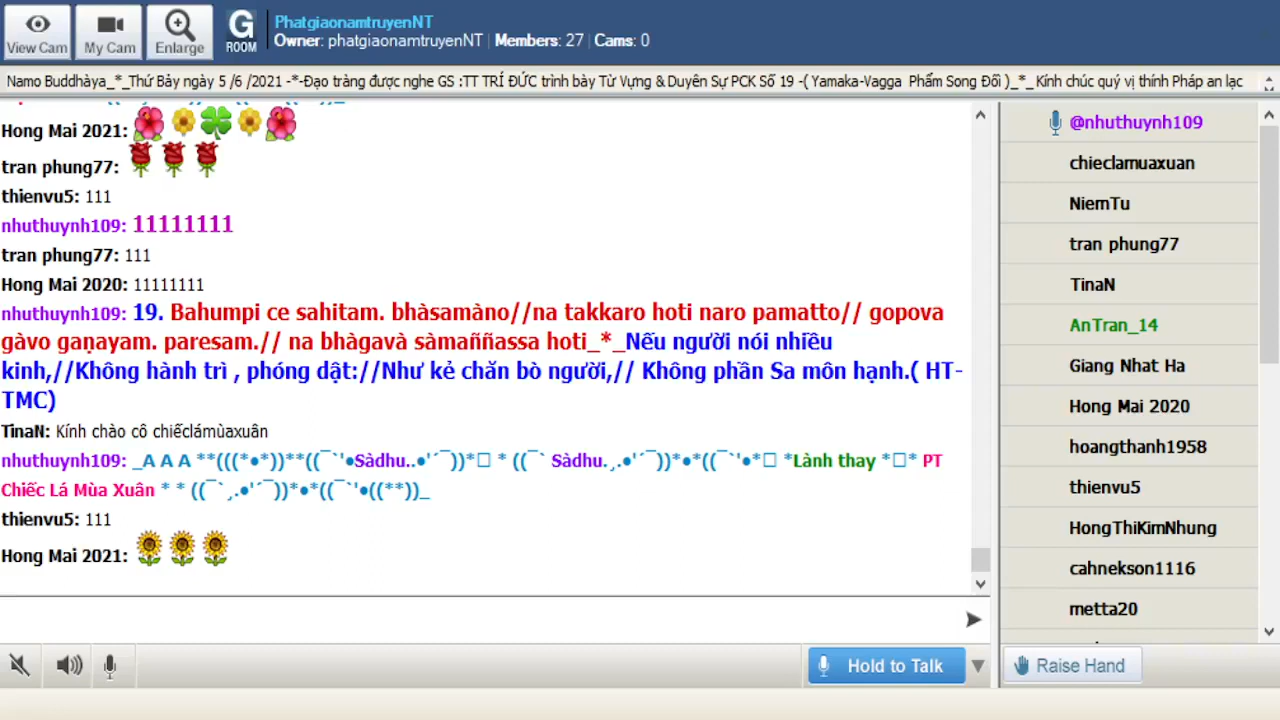 View Cam
My Cam
Enlarge
G
ROOM
PhatgiaonamtruyenNT
Owner: phatgiaonamtruyenNT | Members: 27 | Cams: 0
Namo Buddhàya_*_Thứ Bảy ngày 5 /6 /2021 -*-Đạo tràng được nghe GS :TT TRÍ ĐỨC trình bày Từ Vựng & Duyên Sự PCK Số 19 -( Yamaka-Vagga Phẩm Song Đối )_*_ Kính chúc quý vị thính Pháp an lạc
Hong Mai 2021:
tran phung77:
thienvu5: 111
nhuthuynh109: 11111111
tran phung77: 111
Hong Mai 2020: 11111111
nhuthuynh109: 19. Bahumpi ce sahitam. bhàsamàno//na takkaro hoti naro pamatto// gopova
gàvo gaṇayam. paresam.// na bhàgavà sàmaññassa hoti_*_Nếu người nói nhiều
kinh,//Không hành trì , phóng dật://Như kẻ chăn bò người,// Không phần Sa môn hạnh.( HT-
TMC)
TinaN: Kính chào cô chiếclámùaxuân
nhuthuynh109: _A A A **(((*●*))**((¯`'●Sàdhu..●'´¯))*▯ * ((¯` Sàdhu.¸.●'´¯))*●*((¯`'●*▯ *Lành thay *▯* PT
Chiếc Lá Mùa Xuân * * ((¯`¸.●'´¯))*●*((¯`'●((**))_
thienvu5: 111
Hong Mai 2021:
Hold to Talk
@nhuthuynh109
chieclamuaxuan
NiemTu
tran phung77
TinaN
AnTran_14
Giang Nhat Ha
Hong Mai 2020
hoangthanh1958
thienvu5
HongThiKimNhung
cahnekson1116
metta20
Raise Hand